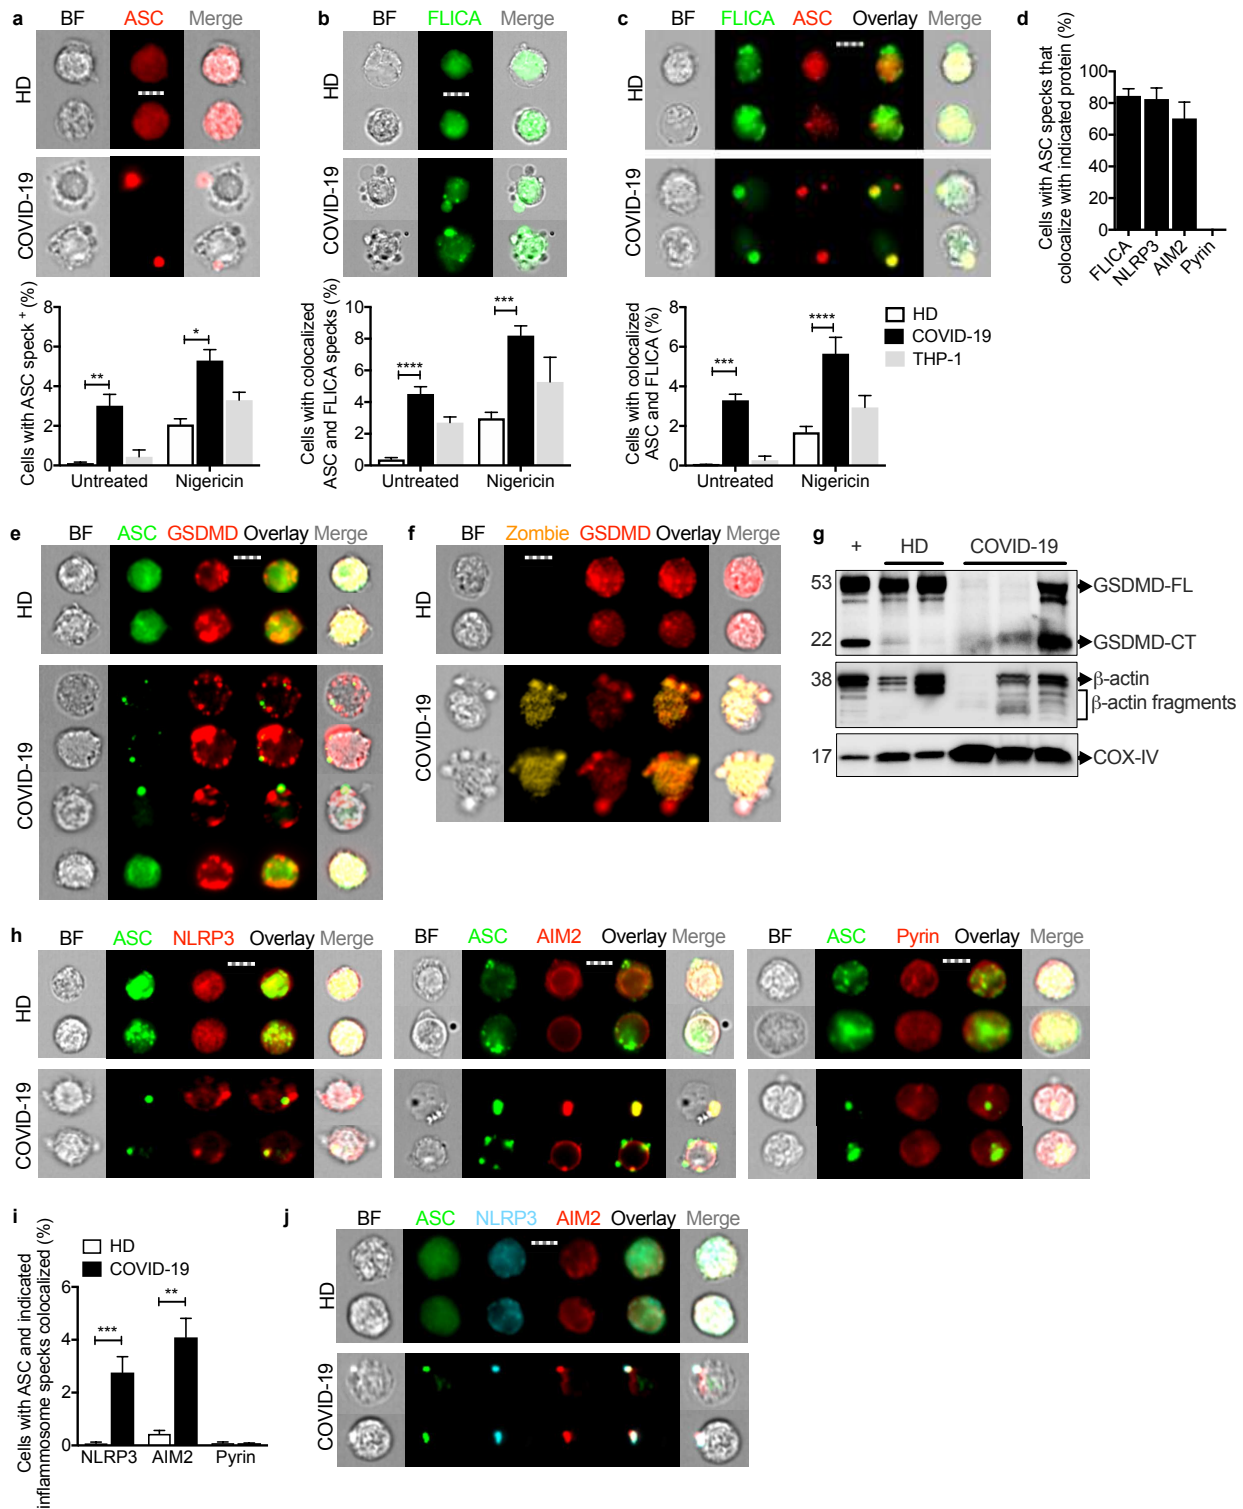 a
BF ASC Merge
HD
COVID-19
Cells with ASC speck + (%)
8
6
4
2
0
Untreated Nigericin
**
*
b
BF FLICA Merge
HD
COVID-19
Cells with colocalized
ASC and FLICA specks (%)
10
8
6
4
2
0
Untreated Nigericin
****
***
c
BF FLICA ASC Overlay Merge
HD
COVID-19
Cells with colocalized
ASC and FLICA (%)
8
6
4
2
0
Untreated Nigericin
***
****
HD
COVID-19
THP-1
d
Cells with ASC specks that
colocalize with indicated protein (%)
100
80
60
40
20
0
FLICA NLRP3 AIM2 Pyrin
e
BF ASC GSDMD Overlay Merge
HD
COVID-19
f
BF Zombie GSDMD Overlay Merge
HD
COVID-19
g
+ HD COVID-19
53 GSDMD-FL
22 GSDMD-CT
38 β-actin
β-actin fragments
17 COX-IV
h
BF ASC NLRP3 Overlay Merge
BF ASC AIM2 Overlay Merge
BF ASC Pyrin Overlay Merge
HD
COVID-19
i
Cells with ASC and indicated
inflammosome specks colocalized (%)
HD
COVID-19
6
4
2
0
***
**
NLRP3 AIM2 Pyrin
j
BF ASC NLRP3 AIM2 Overlay Merge
HD
COVID-19